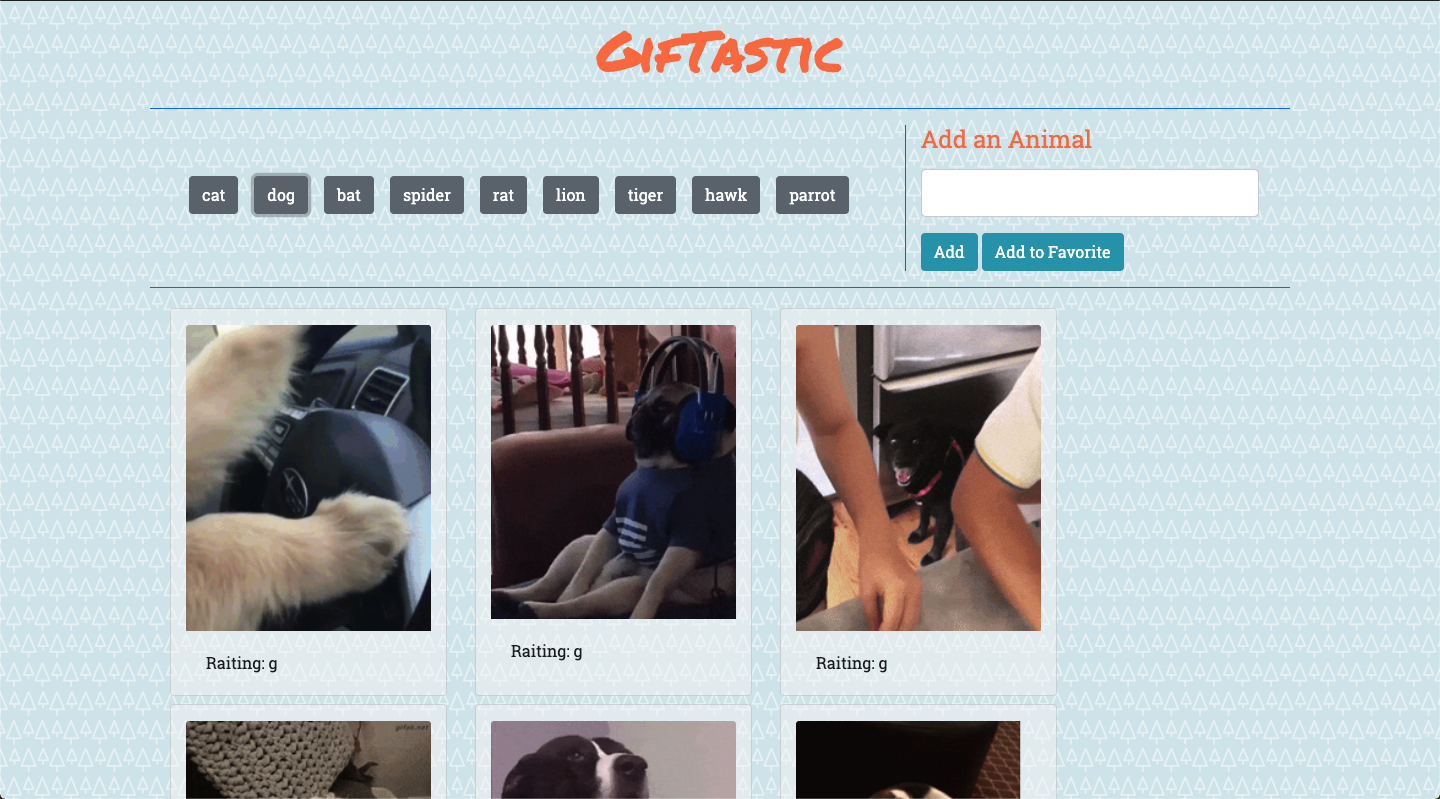 GifTastic
cat dog bat spider rat lion tiger hawk parrot
Add an Animal
Add Add to Favorite
Raiting: g
Raiting: g
Raiting: g